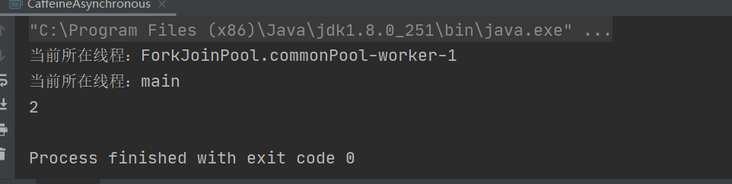 CaffeineAsynchronous
"C:\Program Files (x86)\Java\jdk1.8.0_251\bin\java.exe" ...
当前所在线程：ForkJoinPool.commonPool-worker-1
当前所在线程：main
2
Process finished with exit code 0